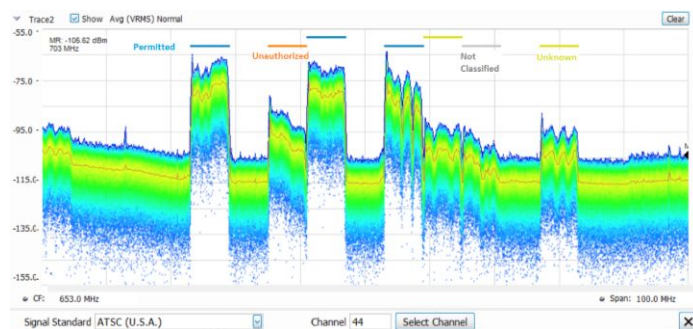 Trace2 Show Avg (VRMS) Normal Clear
-55.0
MR: -106.62 dBm
703 MHz
Permitted Unauthorized Not Classified Unknown
-75.0
-95.0
-115.0
-135.0
-155.0
CF: 653.0 MHz Span: 100.0 MHz
Signal Standard ATSC (U.S.A.) Channel 44 Select Channel